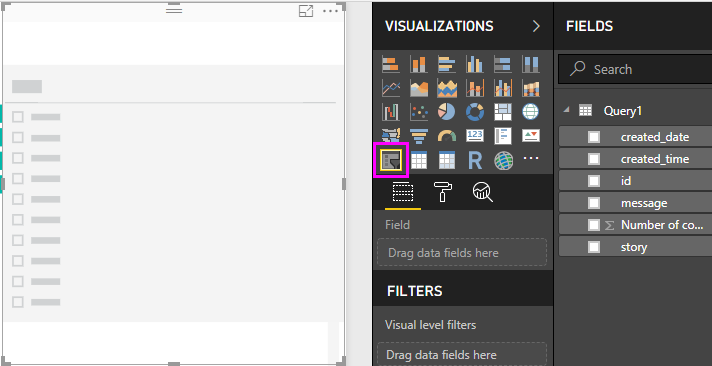 VISUALIZATIONS
FIELDS
Search
123
R
Query1
created_date
created_time
id
message
Σ Number of co...
story
Field
Drag data fields here
FILTERS
Visual level filters
Drag data fields here